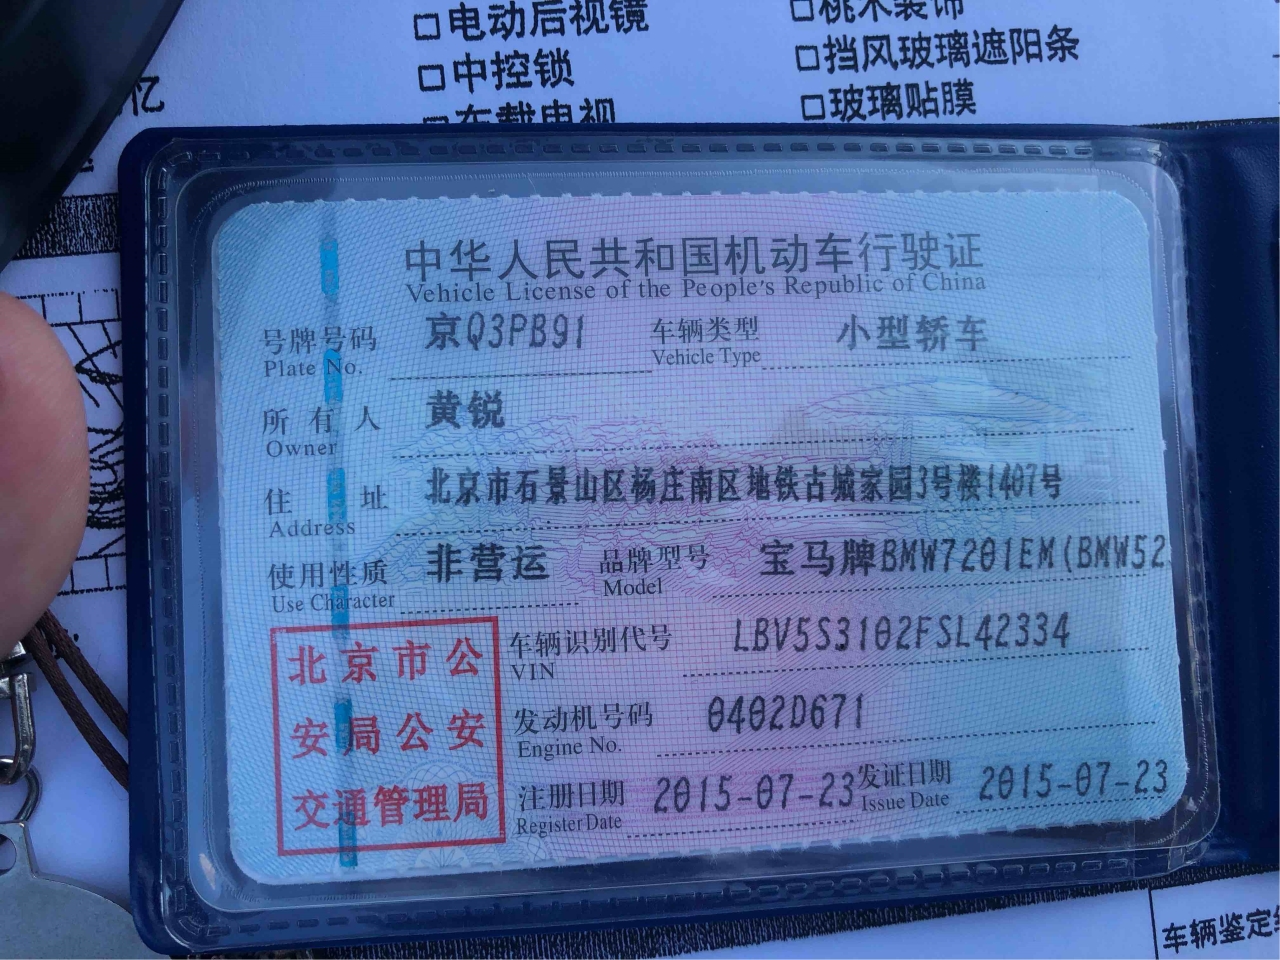 电动后视镜
中控锁
挡风玻璃遮阳条
玻璃贴膜
忆
中华人民共和国机动车行驶证
Vehicle License of the People's Republic of China
号牌号码 京Q3PB91 车辆类型 小型轿车
Plate No. Vehicle Type
所有人 黄锐
Owner
住址 北京市石景山区杨庄南区地铁古城家园3号楼1407号
Address
使用性质 非营运 品牌型号 宝马牌BMW7201EM(BMW52
Use Character Model
北京市公
安局公安
交通管理局
车辆识别代号 LBV5S3102FSL42334
VIN
发动机号码 0402D671
Engine No.
注册日期 2015-07-23 发证日期 2015-07-23
Register Date Issue Date
车辆鉴定